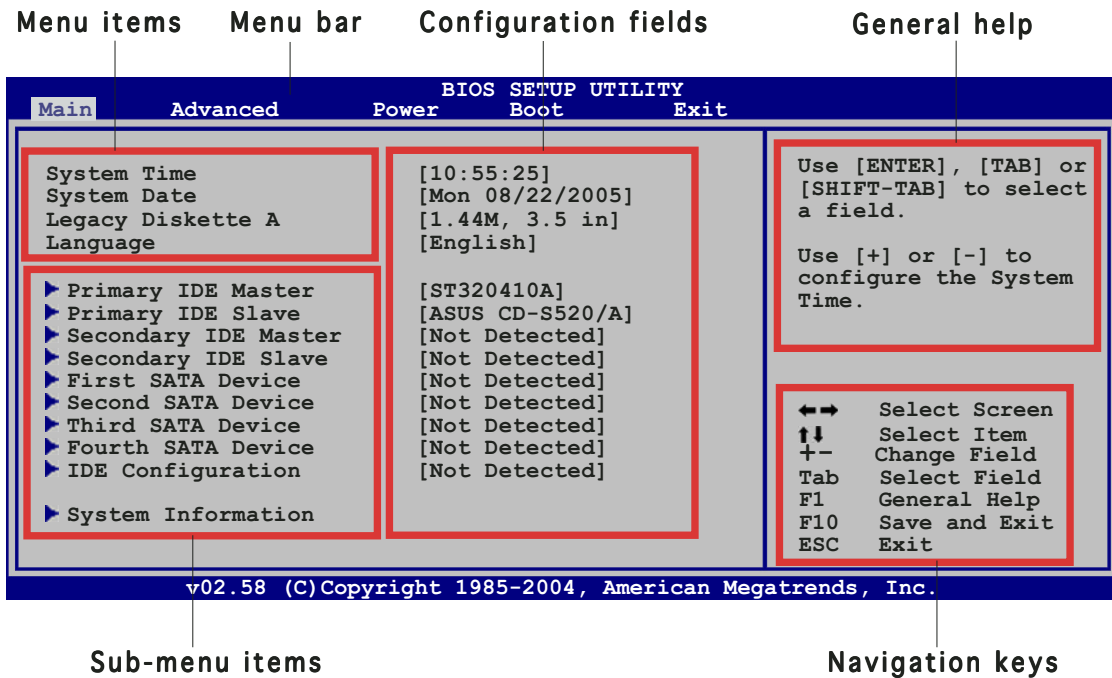 Menu items Menu bar Configuration fields General help
BIOS SETUP UTILITY
Main Advanced Power Boot Exit
System Time [10:55:25]
System Date [Mon 08/22/2005]
Legacy Diskette A [1.44M, 3.5 in]
Language [English]
Primary IDE Master [ST320410A]
Primary IDE Slave [ASUS CD-S520/A]
Secondary IDE Master [Not Detected]
Secondary IDE Slave [Not Detected]
First SATA Device [Not Detected]
Second SATA Device [Not Detected]
Third SATA Device [Not Detected]
Fourth SATA Device [Not Detected]
IDE Configuration [Not Detected]
System Information
Use [ENTER], [TAB] or
[SHIFT-TAB] to select
a field.
Use [+] or [-] to
configure the System
Time.
←→ Select Screen
↑↓ Select Item
+- Change Field
Tab Select Field
F1 General Help
F10 Save and Exit
ESC Exit
v02.58 (C)Copyright 1985-2004, American Megatrends, Inc.
Sub-menu items Navigation keys